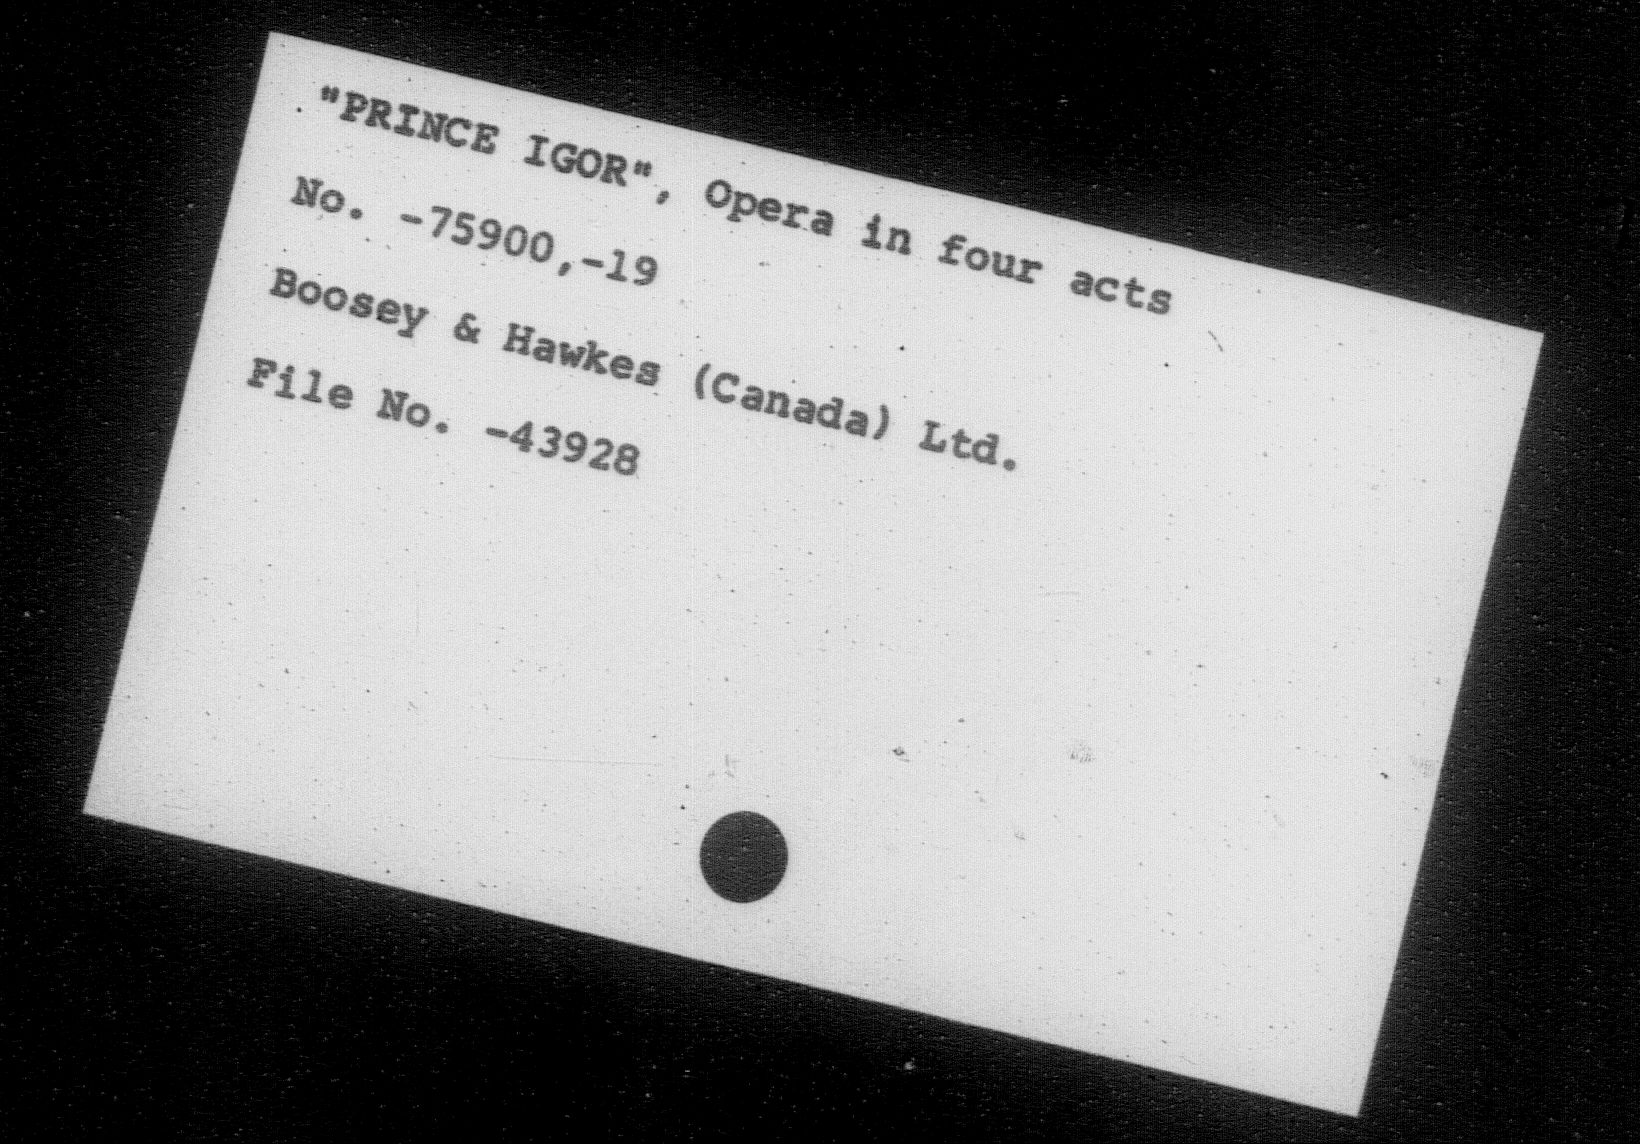 "PRINCE IGOR", Opera in four acts
No. -75900,-19
Boosey & Hawkes (Canada) Ltd.
File No. -43928